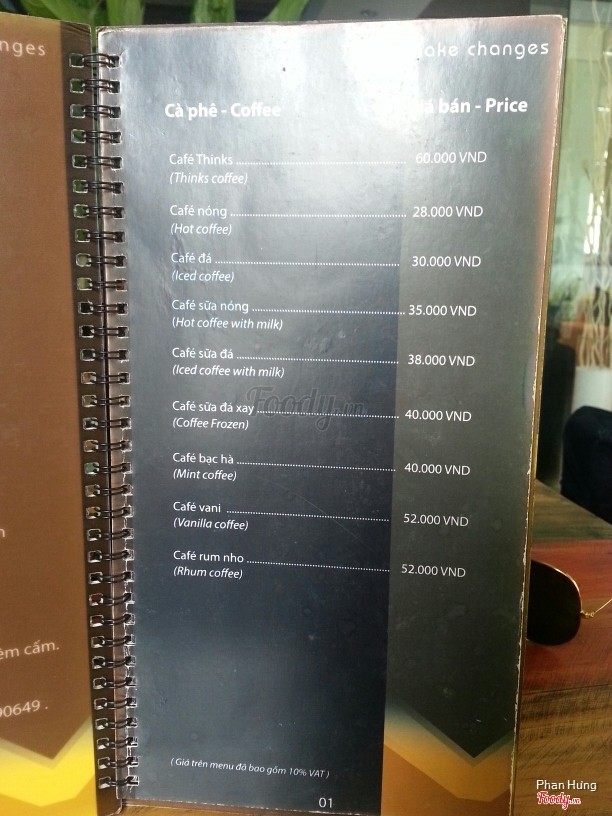 anges
ake changes
Cà phê - Coffee
bán - Price
Café Thinks 60.000 VND
(Thinks coffee)
Café nóng 28.000 VND
(Hot coffee)
Café đá 30.000 VND
(Iced coffee)
Café sữa nóng 35.000 VND
(Hot coffee with milk)
Café sữa đá 38.000 VND
(Iced coffee with milk)
Café sữa đá xay 40.000 VND
(Coffee Frozen)
Café bạc hà 40.000 VND
(Mint coffee)
Café vani 52.000 VND
(Vanilla coffee)
Café rum nho 52.000 VND
(Rhum coffee)
Foody.vn
êm cấm.
90649 .
( Giá trên menu đã bao gồm 10% VAT )
01
Phan Hưng
Foody.vn